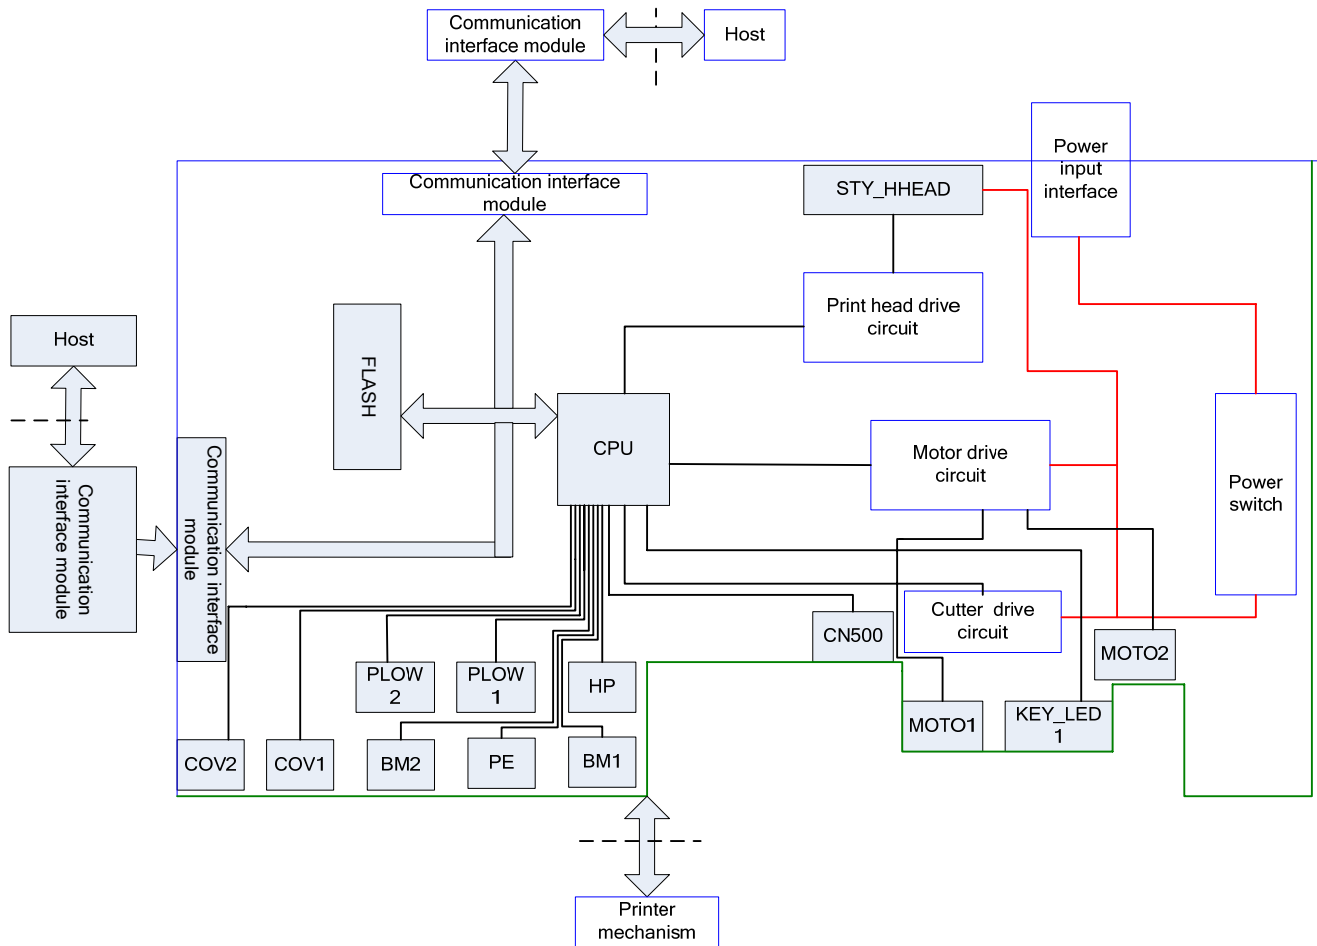 Communication
interface module
Host
Power
input
interface
Communication interface
module
STY_HHEAD
Print head drive
circuit
Host
FLASH
CPU
Motor drive
circuit
Power
switch
Communication
interface module
Communication interface
module
Cutter drive
circuit
CN500
MOTO2
PLOW
2
PLOW
1
HP
MOTO1
KEY_LED
1
COV2
COV1
BM2
PE
BM1
Printer
mechanism